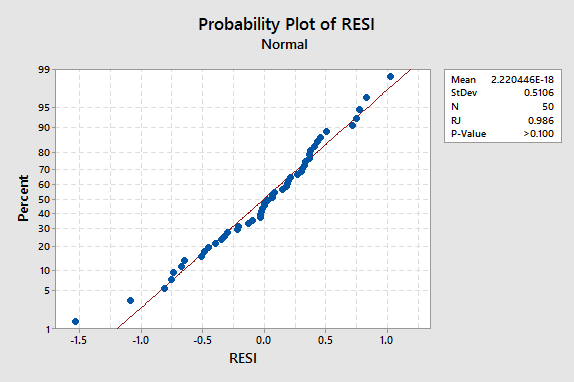 Probability Plot of RESI
Normal
99
95
90
80
70
60
50
40
30
20
10
5
1
Percent
-1.5 -1.0 -0.5 0.0 0.5 1.0
RESI
Mean 2.220446E-18
StDev 0.5106
N 50
RJ 0.986
P-Value >0.100